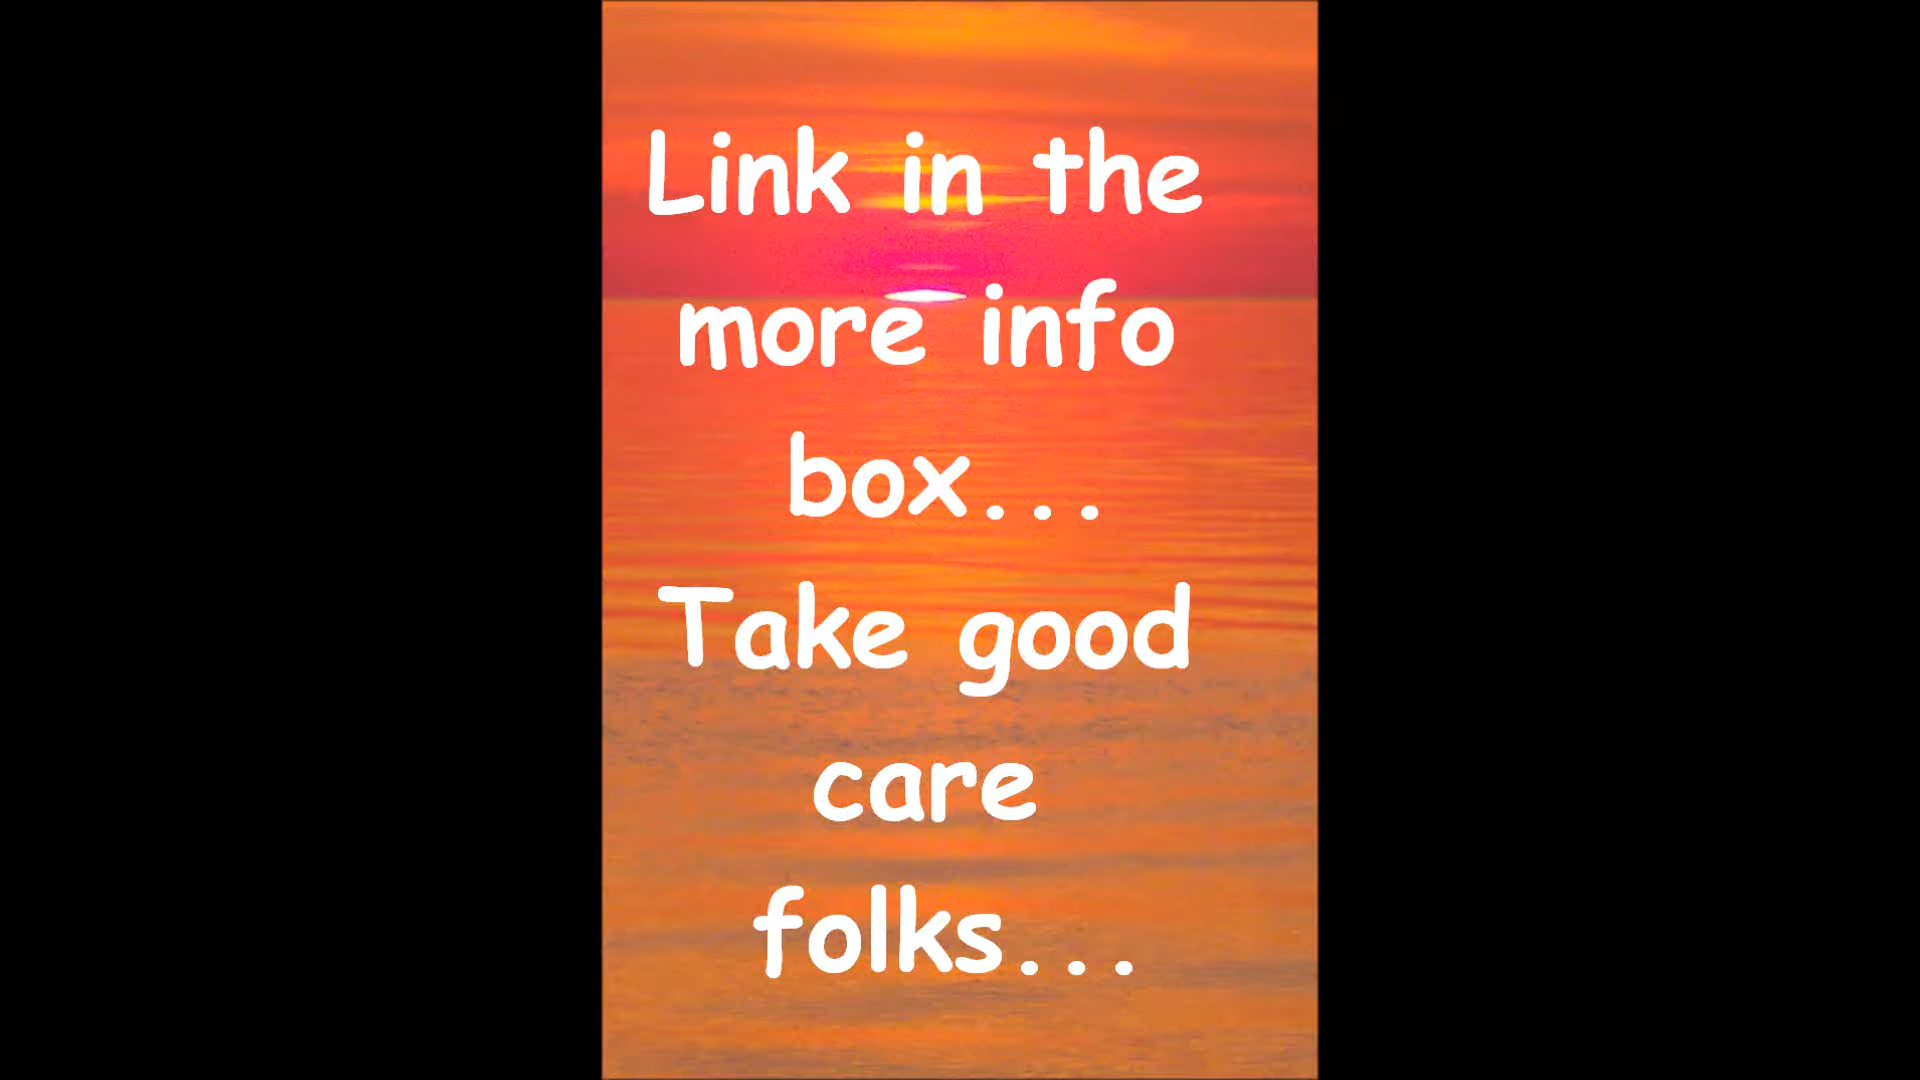 Link in the
more info
box...
Take good
care
folks...